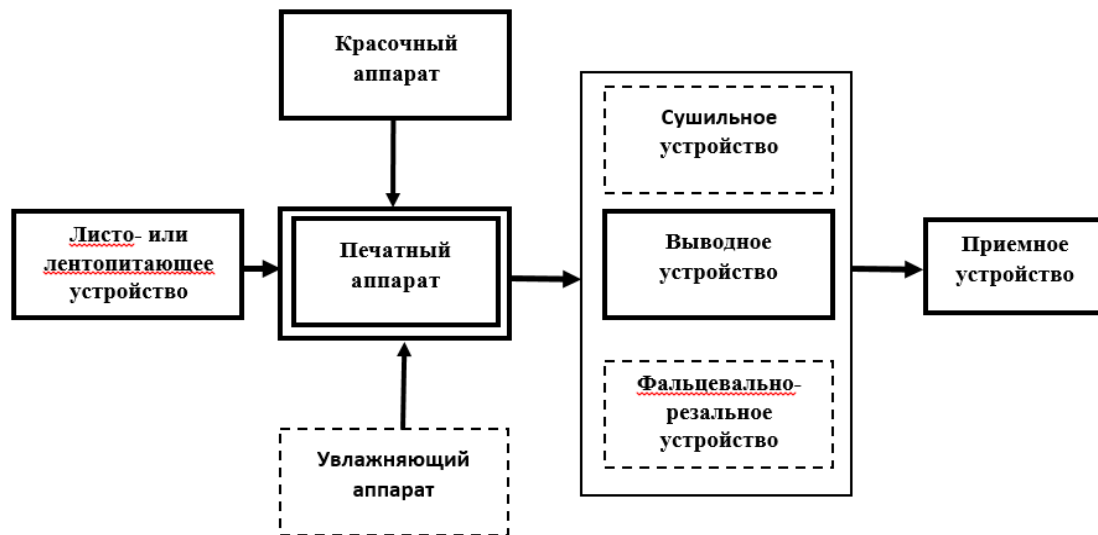 Красочный
аппарат
Сушильное
устройство
Листо- или
лентопитающее
устройство
Печатный
аппарат
Выводное
устройство
Приемное
устройство
Фальцевально-
резальное
устройство
Увлажняющий
аппарат